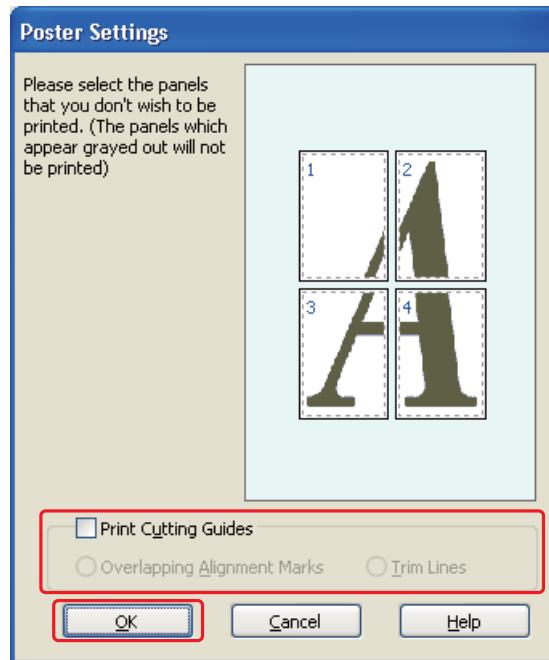 Poster Settings
Please select the panels
that you don't wish to be
printed. (The panels which
appear grayed out will not
be printed)
1
2
3
4
A
Print Cutting Guides
Overlapping Alignment Marks
Trim Lines
OK
Cancel
Help